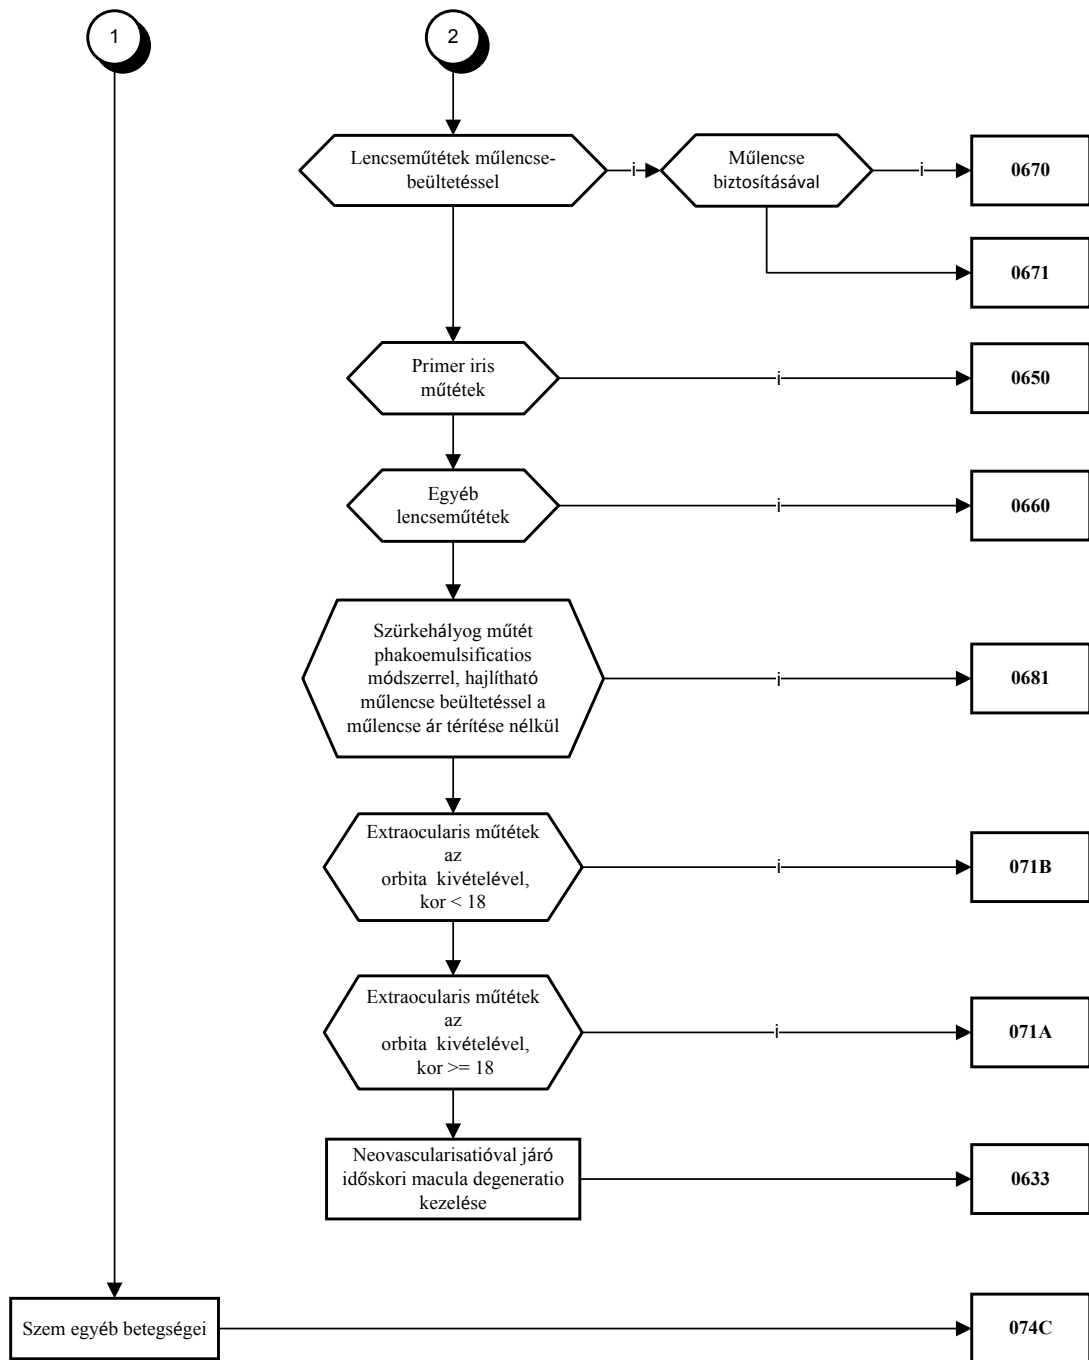 1
2
Lencseműtétek műlencse-
beültetéssel
i
Műlencse
biztosításával
i
0670
0671
Primer iris
műtétek
i
0650
Egyéb
lencseműtétek
i
0660
Szürkehályog műtét
phakoemulsificatios
módszerrel, hajlítható
műlencse beültetéssel a
műlencse ár térítése nélkül
i
0681
Extraocularis műtétek
az
orbita kivételével,
kor < 18
i
071B
Extraocularis műtétek
az
orbita kivételével,
kor >= 18
i
071A
Neovascularisatióval járó
időskori macula degeneratio
kezelése
0633
Szem egyéb betegségei
074C